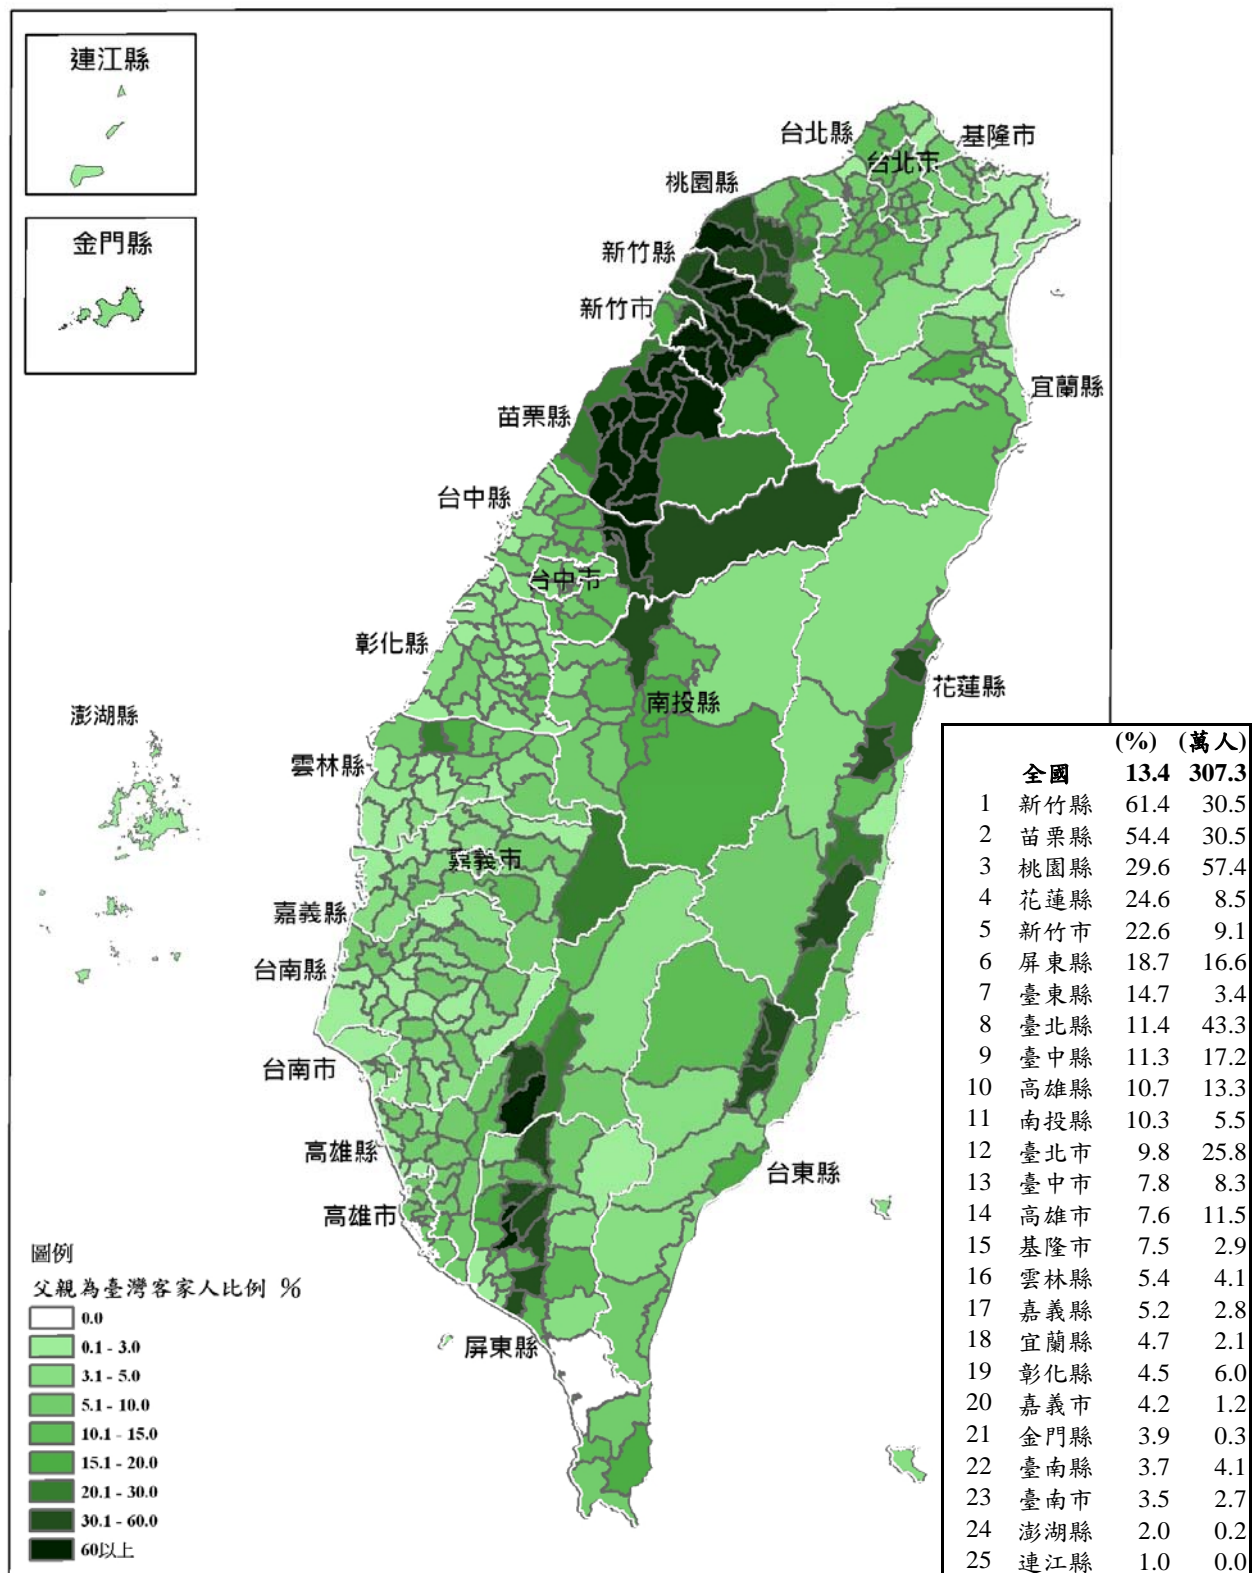 連江縣
金門縣
台北縣
基隆市
台北市
桃園縣
新竹縣
新竹市
宜蘭縣
苗栗縣
台中縣
台中市
彰化縣
花蓮縣
南投縣
澎湖縣
雲林縣
嘉義市
嘉義縣
台南縣
台南市
高雄縣
台東縣
高雄市
屏東縣
圖例
父親為臺灣客家人比例 %
0.0
0.1 - 3.0
3.1 - 5.0
5.1 - 10.0
10.1 - 15.0
15.1 - 20.0
20.1 - 30.0
30.1 - 60.0
60以上
(%) (萬人)
全國 13.4 307.3
1 新竹縣 61.4 30.5
2 苗栗縣 54.4 30.5
3 桃園縣 29.6 57.4
4 花蓮縣 24.6 8.5
5 新竹市 22.6 9.1
6 屏東縣 18.7 16.6
7 臺東縣 14.7 3.4
8 臺北縣 11.4 43.3
9 臺中縣 11.3 17.2
10 高雄縣 10.7 13.3
11 南投縣 10.3 5.5
12 臺北市 9.8 25.8
13 臺中市 7.8 8.3
14 高雄市 7.6 11.5
15 基隆市 7.5 2.9
16 雲林縣 5.4 4.1
17 嘉義縣 5.2 2.8
18 宜蘭縣 4.7 2.1
19 彰化縣 4.5 6.0
20 嘉義市 4.2 1.2
21 金門縣 3.9 0.3
22 臺南縣 3.7 4.1
23 臺南市 3.5 2.7
24 澎湖縣 2.0 0.2
25 連江縣 1.0 0.0